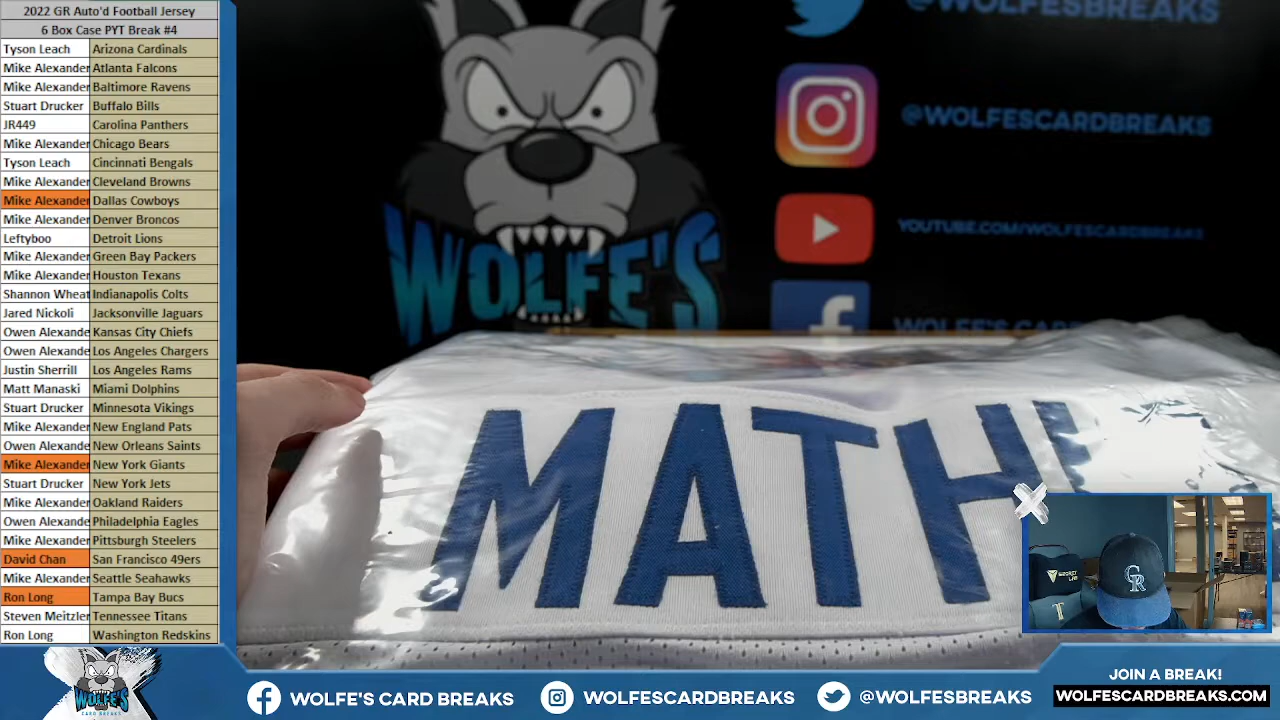 2022 GR Auto'd Football Jersey
6 Box Case PYT Break #4
Tyson Leach Arizona Cardinals
Mike Alexander Atlanta Falcons
Mike Alexander Baltimore Ravens
Stuart Drucker Buffalo Bills
JR449 Carolina Panthers
Mike Alexander Chicago Bears
Tyson Leach Cincinnati Bengals
Mike Alexander Cleveland Browns
Mike Alexander Dallas Cowboys
Mike Alexander Denver Broncos
Leftyboo Detroit Lions
Mike Alexander Green Bay Packers
Mike Alexander Houston Texans
Shannon Wheat Indianapolis Colts
Jared Nickoli Jacksonville Jaguars
Owen Alexande Kansas City Chiefs
Owen Alexande Los Angeles Chargers
Justin Sherrill Los Angeles Rams
Matt Manaski Miami Dolphins
Stuart Drucker Minnesota Vikings
Mike Alexander New England Pats
Owen Alexande New Orleans Saints
Mike Alexander New York Giants
Stuart Drucker New York Jets
Mike Alexander Oakland Raiders
Owen Alexande Philadelphia Eagles
Mike Alexander Pittsburgh Steelers
David Chan San Francisco 49ers
Mike Alexander Seattle Seahawks
Ron Long Tampa Bay Bucs
Steven Meitzler Tennessee Titans
Ron Long Washington Redskins
@WOLFESBREAKS
@WOLFESCARDBREAKS
YOUTUBE.COM/WOLFESCARDBREAKS
WOLFE'S CARD
WOLFE'S
MATH
GR
SECRET LAB
WOLFE'S
CARD BREAKS
WOLFE'S CARD BREAKS
WOLFESCARDBREAKS
@WOLFESBREAKS
JOIN A BREAK!
WOLFESCARDBREAKS.COM